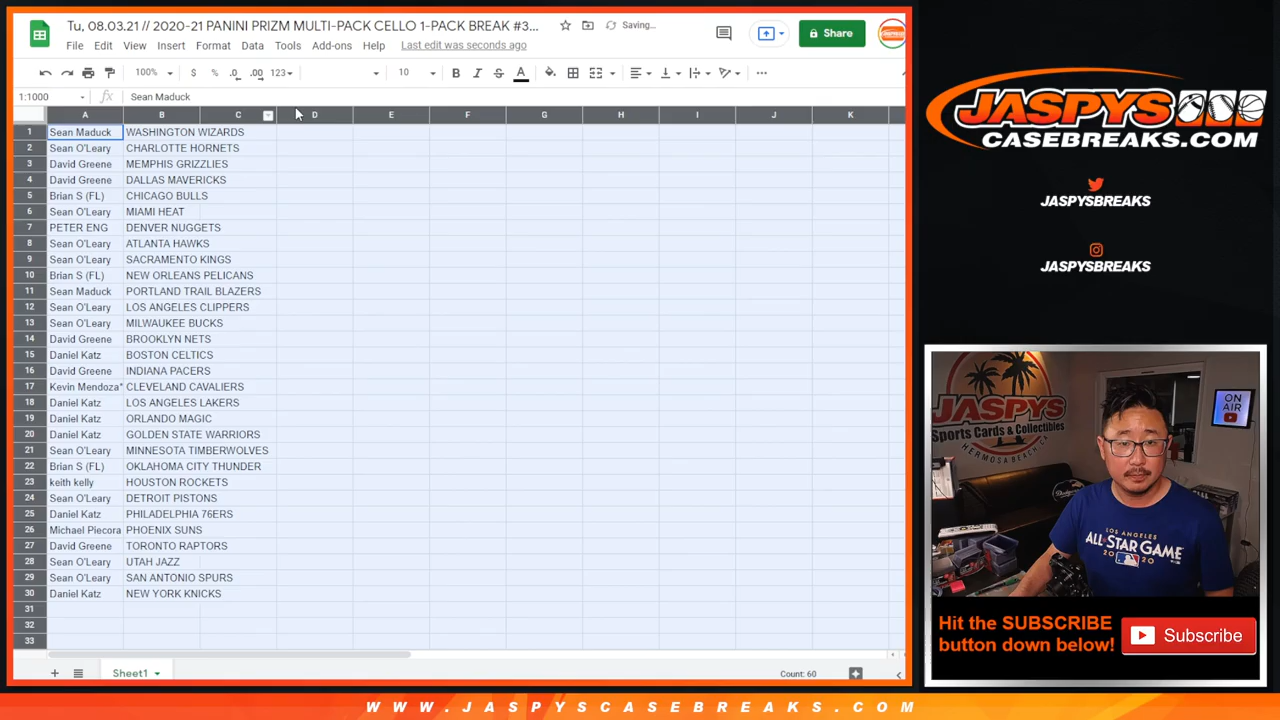 Tu, 08.03.21 // 2020-21 PANINI PRIZM MULTI-PACK CELLO 1-PACK BREAK #3...
Saving...
File Edit View Insert Format Data Tools Add-ons Help Last edit was seconds ago
Share
100% $ % .0 .00 123 10 B I S A
1:1000 fx Sean Maduck
A B C D E F G H I J K
1 Sean Maduck WASHINGTON WIZARDS
2 Sean O'Leary CHARLOTTE HORNETS
3 David Greene MEMPHIS GRIZZLIES
4 David Greene DALLAS MAVERICKS
5 Brian S (FL) CHICAGO BULLS
6 Sean O'Leary MIAMI HEAT
7 PETER ENG DENVER NUGGETS
8 Sean O'Leary ATLANTA HAWKS
9 Sean O'Leary SACRAMENTO KINGS
10 Brian S (FL) NEW ORLEANS PELICANS
11 Sean Maduck PORTLAND TRAIL BLAZERS
12 Sean O'Leary LOS ANGELES CLIPPERS
13 Sean O'Leary MILWAUKEE BUCKS
14 David Greene BROOKLYN NETS
15 Daniel Katz BOSTON CELTICS
16 David Greene INDIANA PACERS
17 Kevin Mendoza* CLEVELAND CAVALIERS
18 Daniel Katz LOS ANGELES LAKERS
19 Daniel Katz ORLANDO MAGIC
20 Daniel Katz GOLDEN STATE WARRIORS
21 Sean O'Leary MINNESOTA TIMBERWOLVES
22 Brian S (FL) OKLAHOMA CITY THUNDER
23 keith kelly HOUSTON ROCKETS
24 Sean O'Leary DETROIT PISTONS
25 Daniel Katz PHILADELPHIA 76ERS
26 Michael Piecora PHOENIX SUNS
27 David Greene TORONTO RAPTORS
28 Sean O'Leary UTAH JAZZ
29 Sean O'Leary SAN ANTONIO SPURS
30 Daniel Katz NEW YORK KNICKS
31
32
33
Sheet1
Count: 60
JASPYS
CASEBREAKS.COM
JASPYSBREAKS
JASPYSBREAKS
JASPYS
Sports Cards & Collectibles
HERMOSA BEACH CA
ON
AIR
LOS ANGELES
ALL STAR GAME
2020
Hit the SUBSCRIBE
button down below!
Subscribe
WWW.JASPYSCASEBREAKS.COM